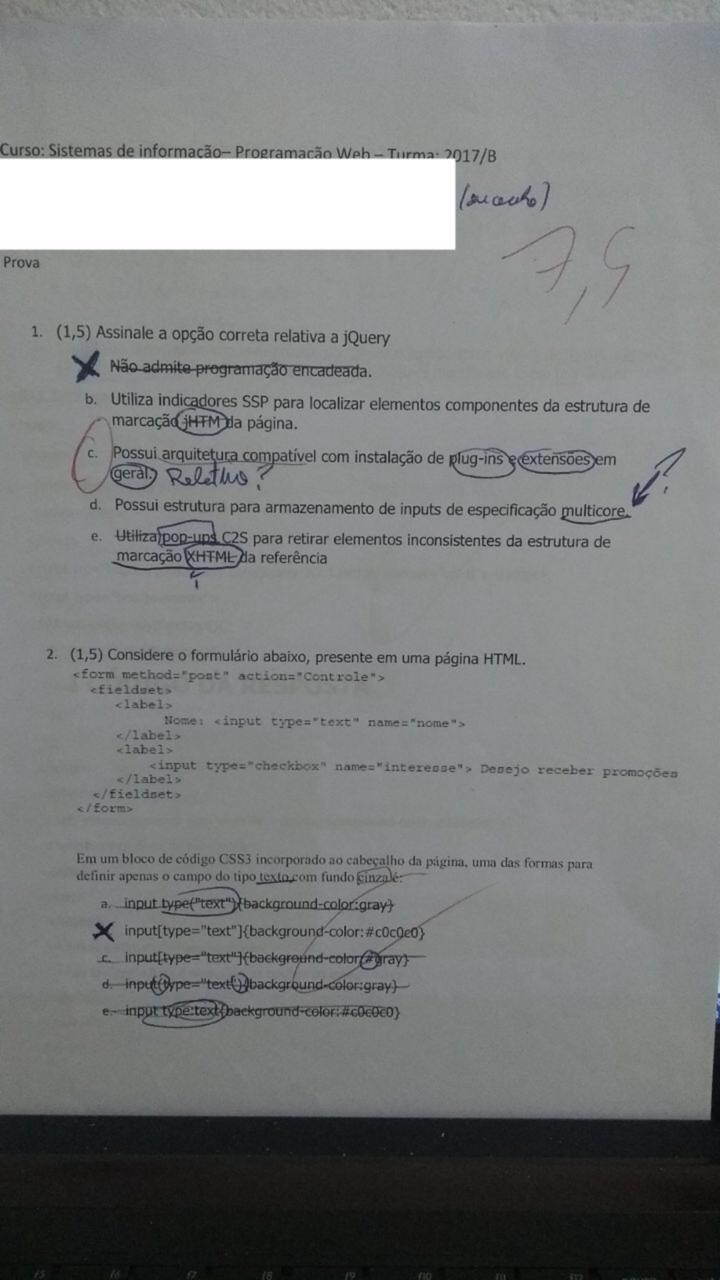 Curso: Sistemas de informação– Programação Web – Turma: 2017/B
7,5
Prova
1. (1,5) Assinale a opção correta relativa a jQuery
Não admite programação encadeada.
b. Utiliza indicadores SSP para localizar elementos componentes da estrutura de
marcação jHTM da página.
c. Possui arquitetura compatível com instalação de plug-ins e extensões em
geral. Relativo?
d. Possui estrutura para armazenamento de inputs de especificação multicore. ?
e. Utiliza pop-ups C2S para retirar elementos inconsistentes da estrutura de
marcação XHTML da referência
2. (1,5) Considere o formulário abaixo, presente em uma página HTML.
<form method="post" action="Controle">
<fieldset>
<label>
Nome: <input type="text" name="nome">
</label>
<label>
<input type="checkbox" name="interesse"> Desejo receber promoções
</label>
</fieldset>
</form>
Em um bloco de código CSS3 incorporado ao cabeçalho da página, uma das formas para
definir apenas o campo do tipo texto com fundo cinza é:
a. input type("text"){background-color:gray}
input[type="text"]{background-color:#c0c0c0}
c. input[type="text"]{background-color:#gray}
d. input(type="text"){background-color:gray}
e. input type:text{background-color:#c0c0c0}
f5 f6 f7 f8 f9 f10